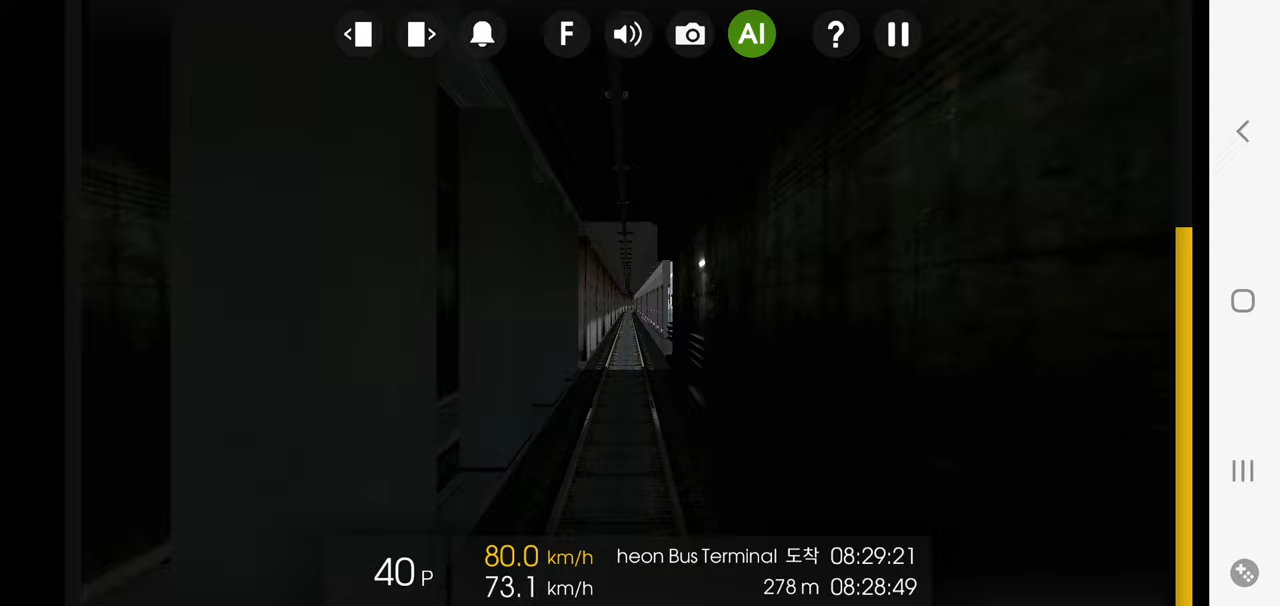 F
AI
?
40 P
80.0 km/h
73.1 km/h
heon Bus Terminal 도착 08:29:21
278 m 08:28:49